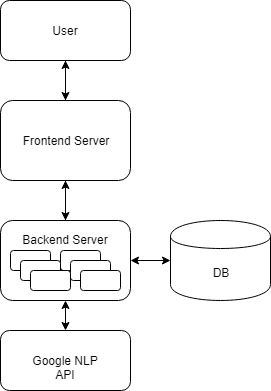 User
Frontend Server
Backend Server
DB
Google NLP
API